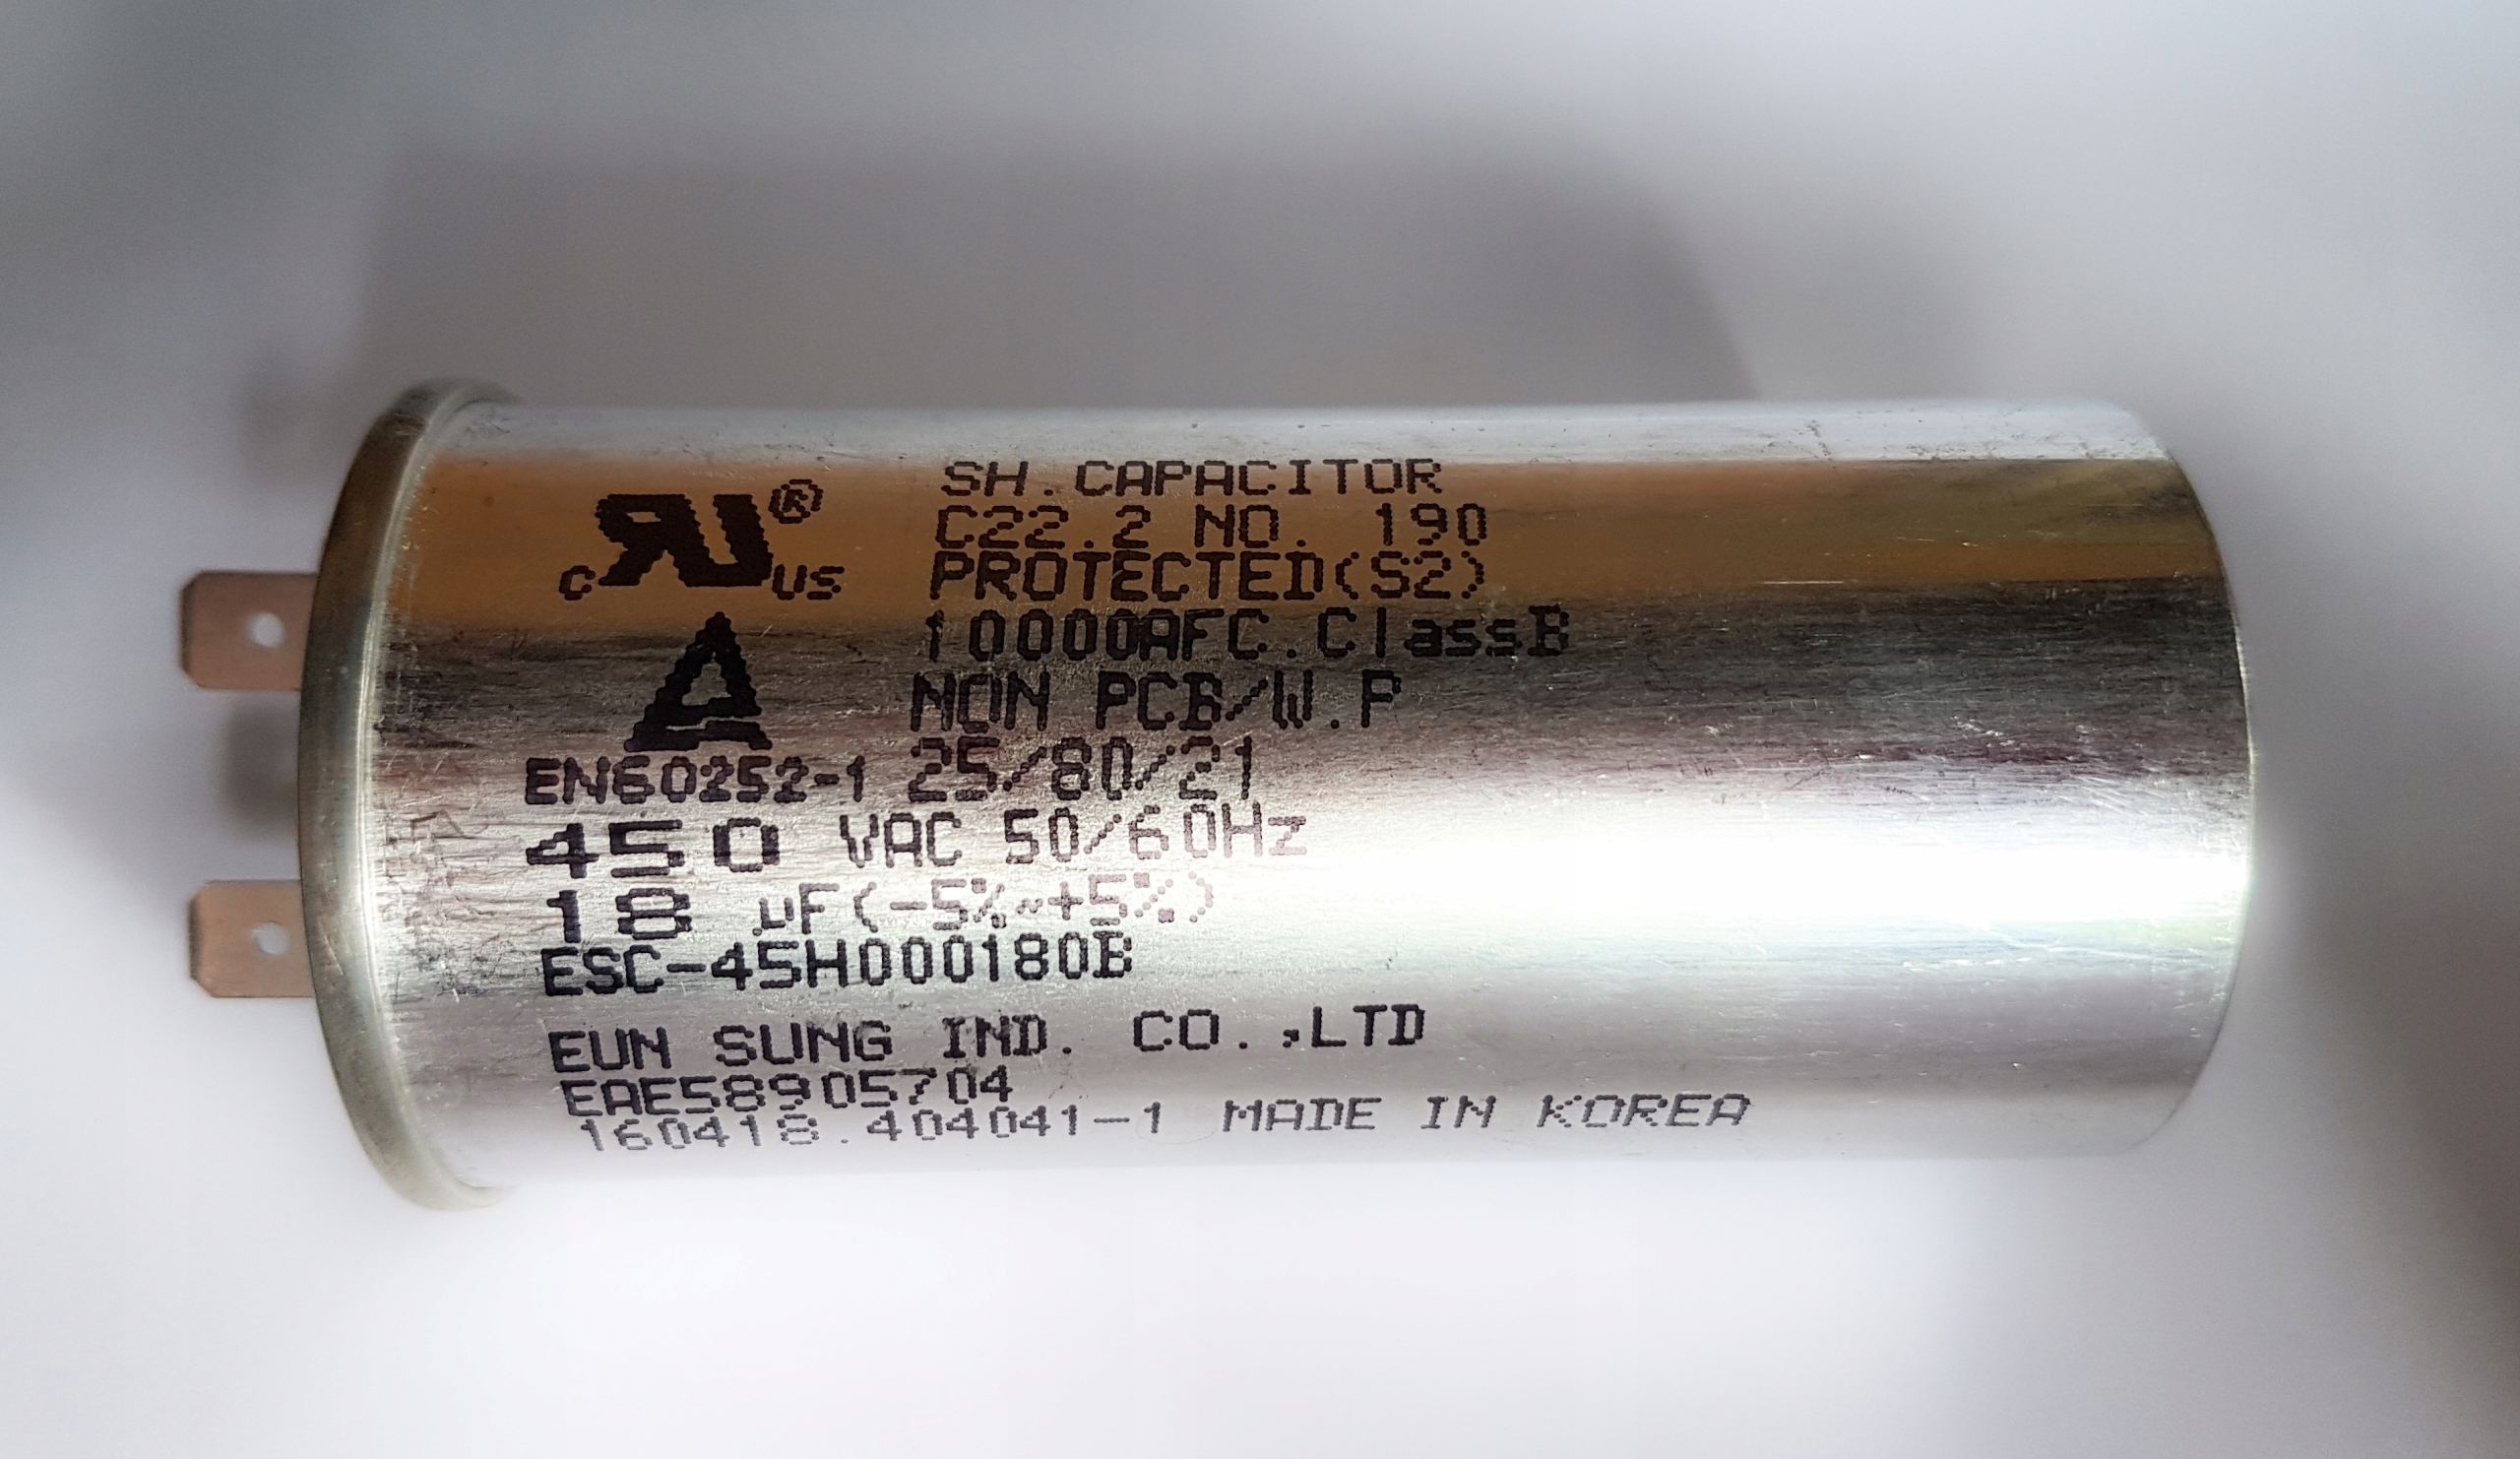 SH.CAPACITOR
C22.2 NO. 190
PROTECTED(S2)
10000AFC.ClassB
NON PCB/W.P
c RU® US
EN60252-1 25/80/21
450 VAC 50/60Hz
18 µF(-5%~+5%)
ESC-45H000180B
EUN SUNG IND. CO.,LTD
EAE58905704
160418.404041-1 MADE IN KOREA